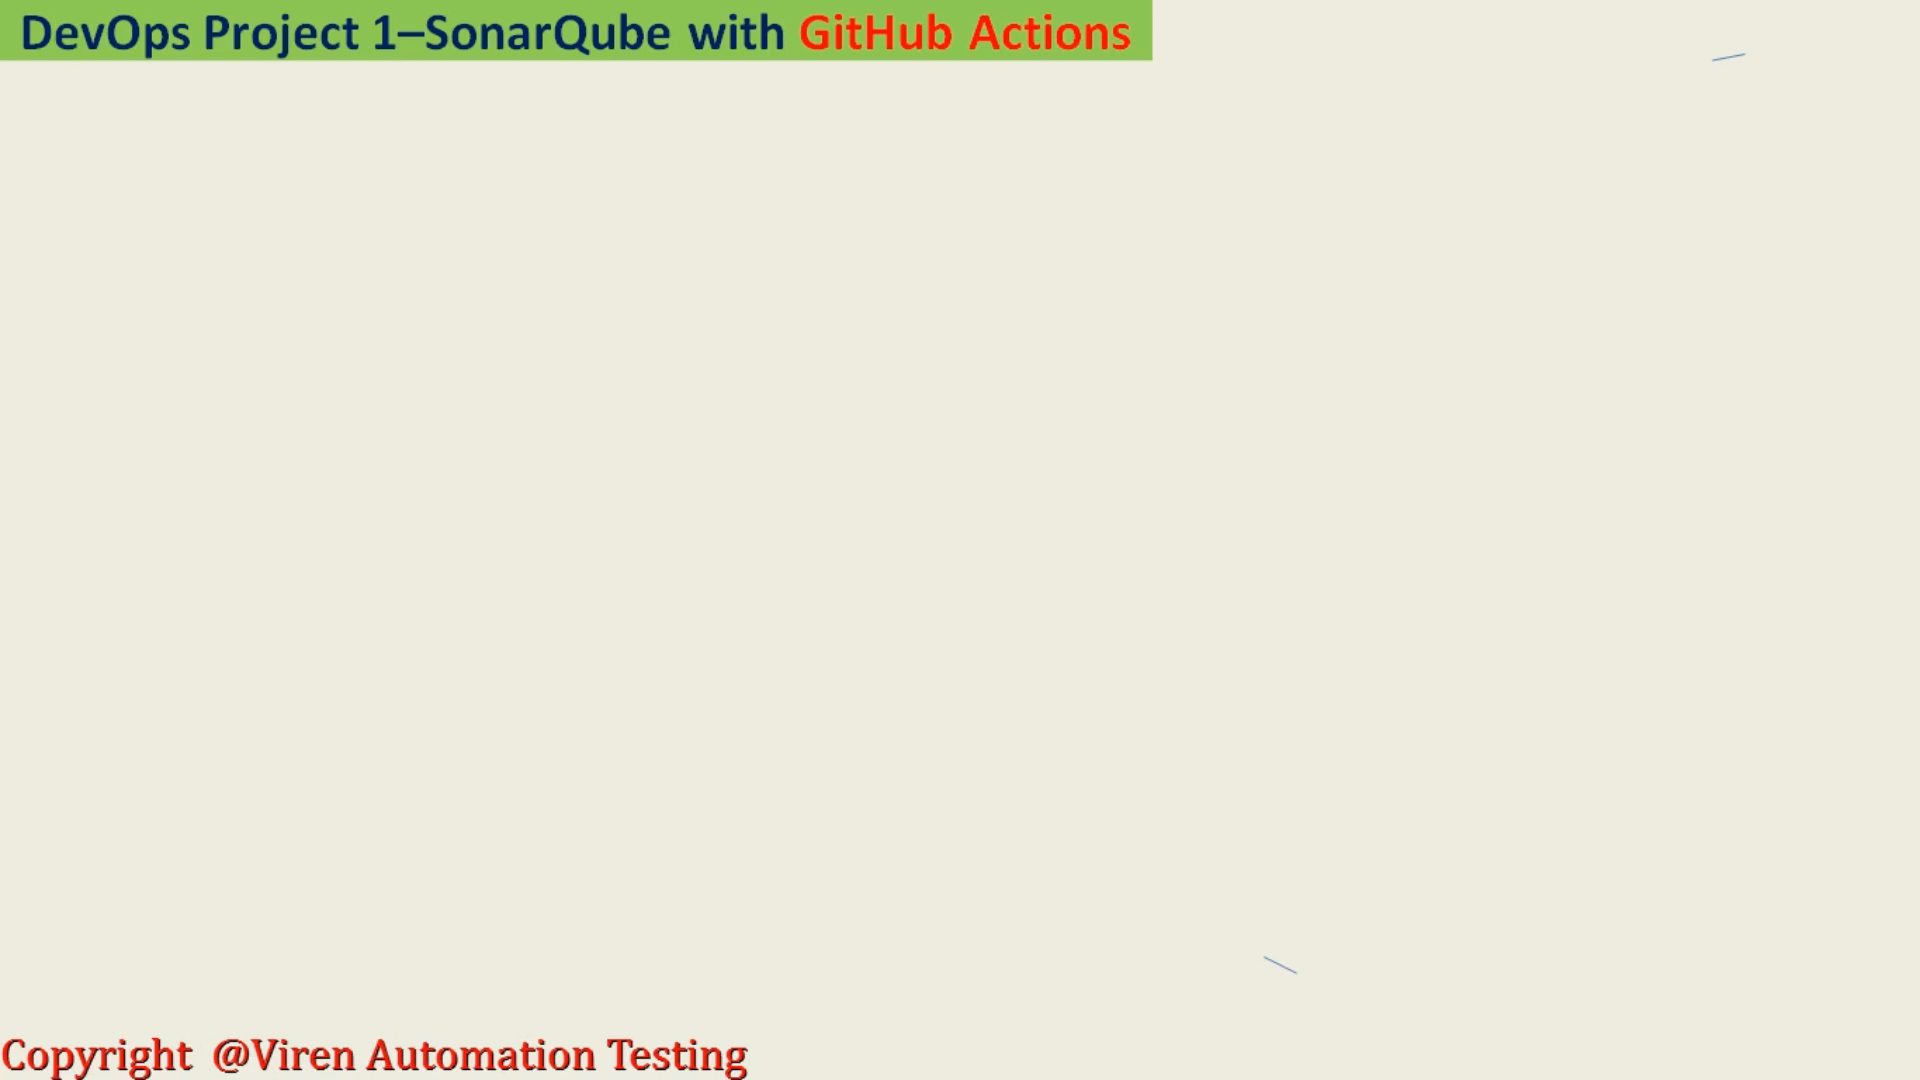 DevOps Project 1–SonarQube with GitHub Actions
Copyright @Viren Automation Testing